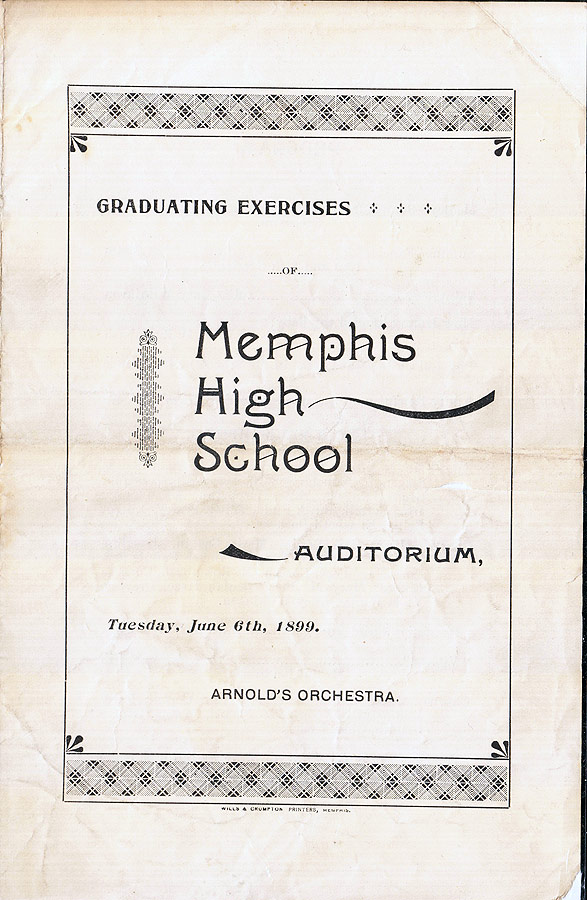 GRADUATING EXERCISES
.....OF.....
Memphis
High
School
AUDITORIUM,
Tuesday, June 6th, 1899.
ARNOLD'S ORCHESTRA.
WILLS & CRUMPTON PRINTERS, MEMPHIS.